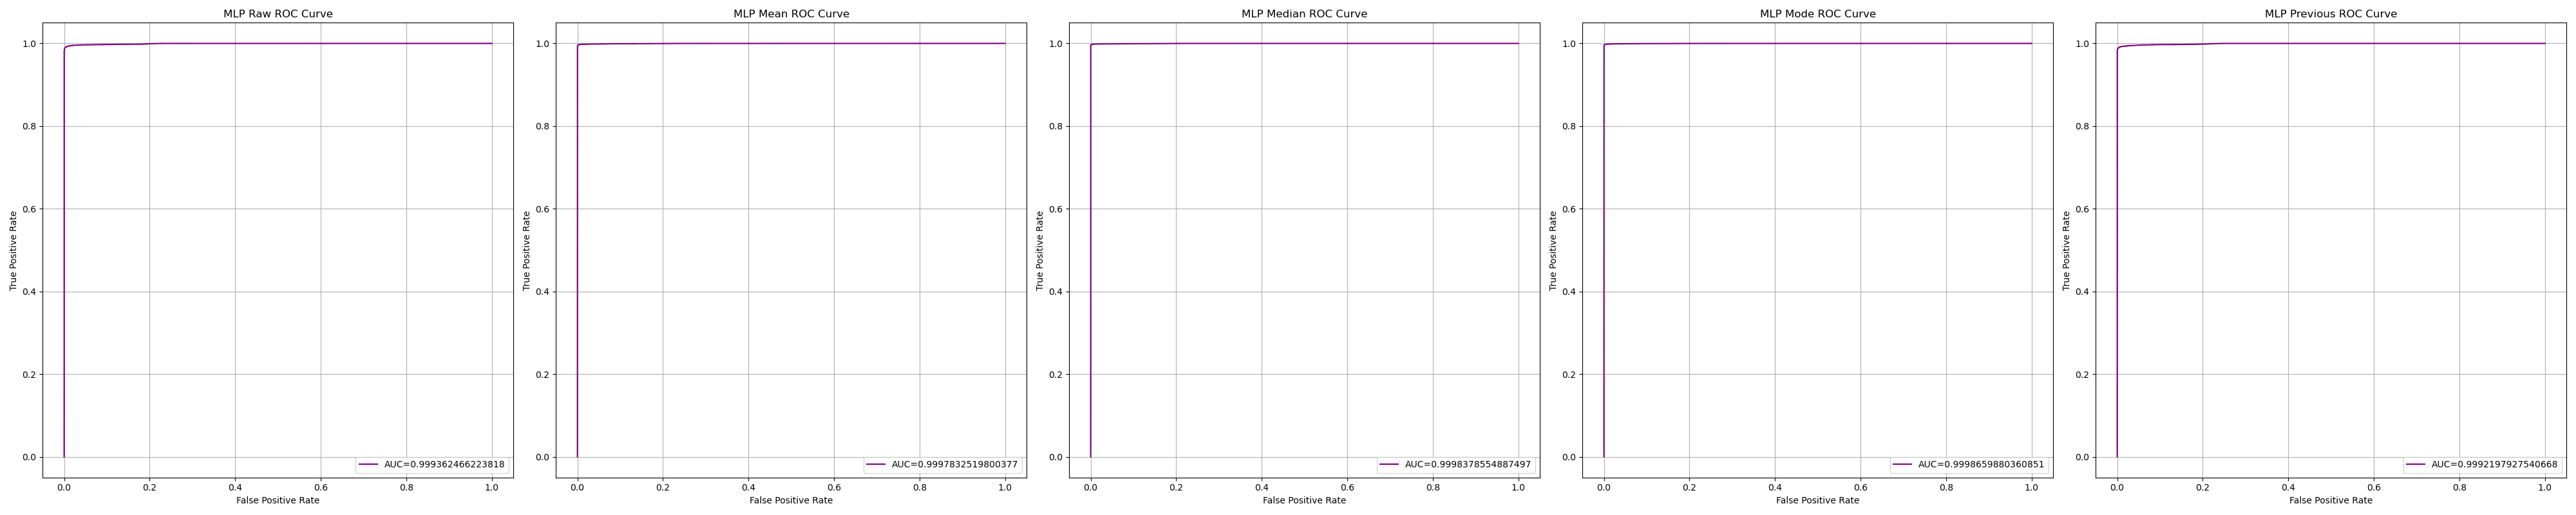 MLP Raw ROC Curve
1.0
0.8
0.6
0.4
0.2
0.0
True Positive Rate
AUC=0.999362466223818
0.0 0.2 0.4 0.6 0.8 1.0
False Positive Rate
MLP Mean ROC Curve
1.0
0.8
0.6
0.4
0.2
0.0
True Positive Rate
AUC=0.9997832519800377
0.0 0.2 0.4 0.6 0.8 1.0
False Positive Rate
MLP Median ROC Curve
1.0
0.8
0.6
0.4
0.2
0.0
True Positive Rate
AUC=0.9998378554887497
0.0 0.2 0.4 0.6 0.8 1.0
False Positive Rate
MLP Mode ROC Curve
1.0
0.8
0.6
0.4
0.2
0.0
True Positive Rate
AUC=0.9998659880360851
0.0 0.2 0.4 0.6 0.8 1.0
False Positive Rate
MLP Previous ROC Curve
1.0
0.8
0.6
0.4
0.2
0.0
True Positive Rate
AUC=0.9992197927540668
0.0 0.2 0.4 0.6 0.8 1.0
False Positive Rate